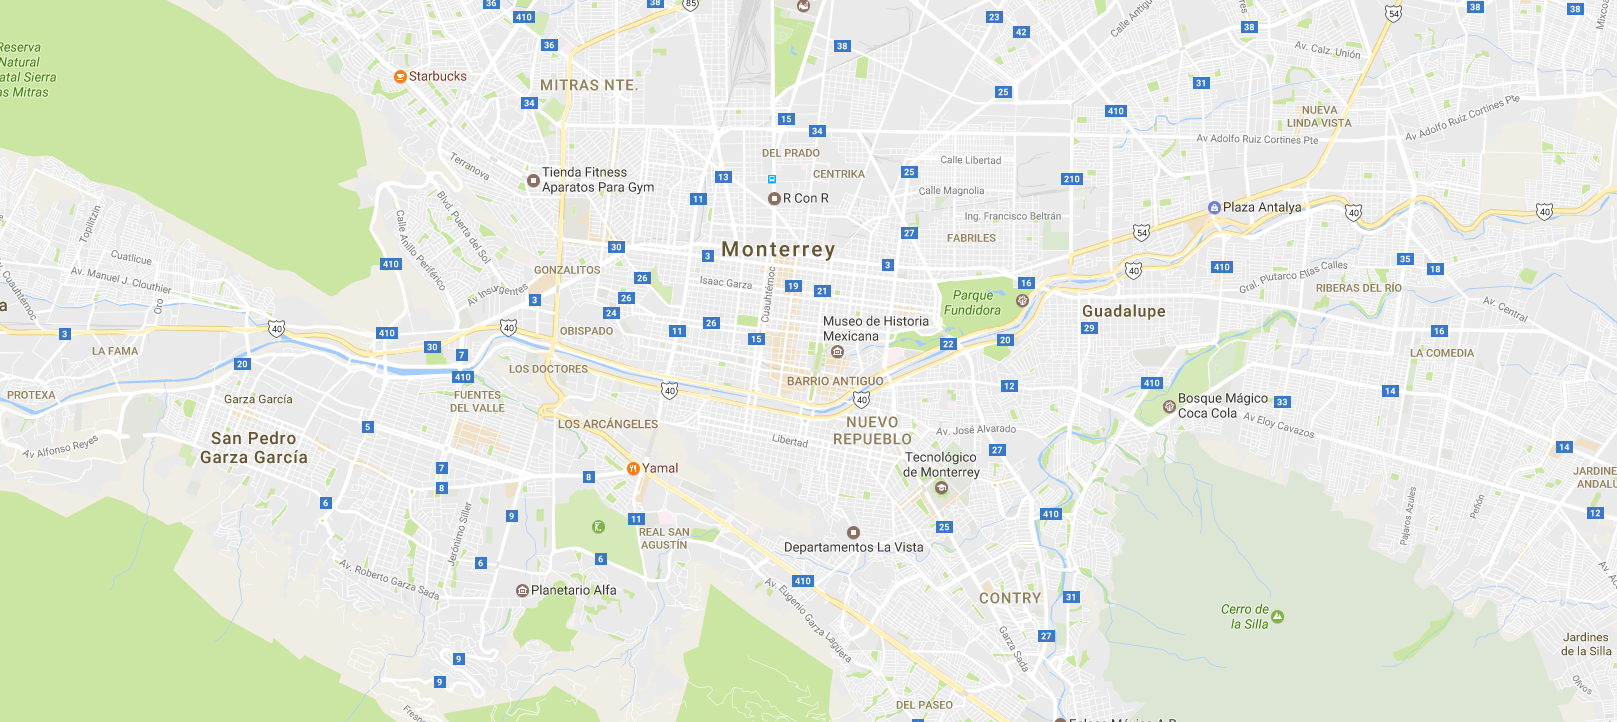 36
410
38
85
23
42
Calle Antigu
38
54
38
38
Mixcoa
Reserva
Natural
atal Sierra
as Mitras
36
38
Av. Calz. Unión
Starbucks
MITRAS NTE.
34
25
31
410
NUEVA
LINDA VISTA
Av Adolfo Ruiz Cortines Pte
15
34
Av Adolfo Ruiz Cortines Pte
DEL PRADO
Terranova
Calle Libertad
Tienda Fitness
Aparatos Para Gym
13
CENTRIKA
25
210
11
R Con R
Calle Magnolia
Plaza Antalya
40
40
Topilitzin
Blvd. Puerta del Sol
Calle Anillo Periférico
Ing. Francisco Beltrán
27
FABRILES
54
Monterrey
30
3
Cuatlicue
410
Av. Manuel J. Clouthier
GONZALITOS
26
3
40
410
35
18
Gral. Plutarco Elías Calles
Isaac Garza
Cuauhtémoc
19
21
16
RIBERAS DEL RÍO
Av. Cuauhtémoc
a
Otro
Av Insurgentes
3
26
24
Parque
Fundidora
Guadalupe
Av. Central
3
40
410
40
OBISPADO
11
26
15
Museo de Historia
Mexicana
29
16
LA FAMA
30
7
22
20
LA COMEDIA
20
LOS DOCTORES
410
BARRIO ANTIGUO
12
410
14
PROTEXA
Garza García
FUENTES
DEL VALLE
40
40
Bosque Mágico
Coca Cola
33
5
LOS ARCÁNGELES
NUEVO
REPUEBLO
Av. José Alvarado
Av Eloy Cavazos
San Pedro
Garza García
Av Alfonso Reyes
Libertad
27
14
7
Yamal
Tecnológico
de Monterrey
JARDINE
ANDALU
8
8
6
9
11
25
410
Pajaros Azules
Peñón
12
Jerónimo Siller
REAL SAN
AGUSTÍN
Departamentos La Vista
6
6
Av. Roberto Garza Sada
Planetario Alfa
410
Av. Eugenio Garza Lagüera
CONTRY
31
Cerro de
la Silla
27
Garza Sada
Jardines
de la Silla
9
9
Olivos
DEL PASEO